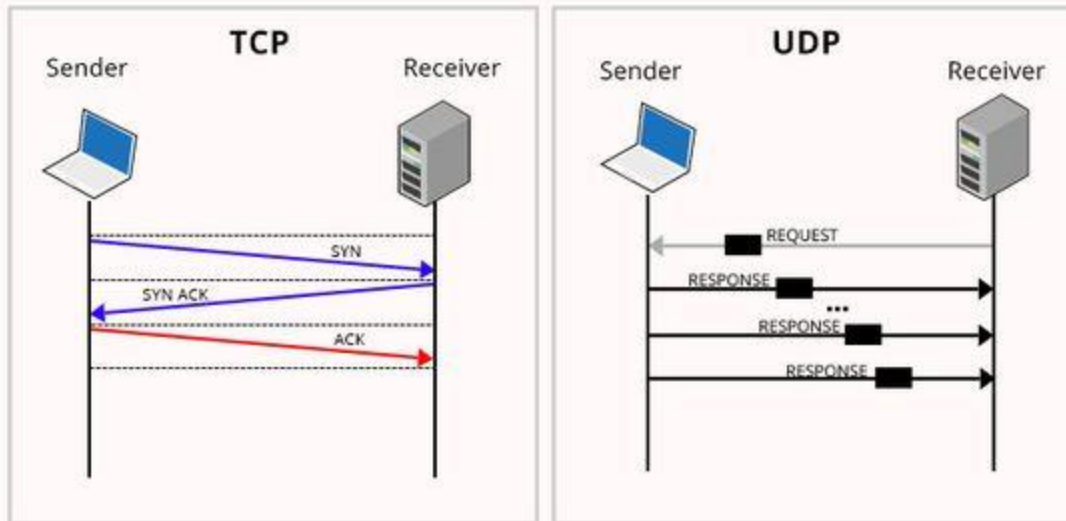 TCP
Sender
Receiver
SYN
SYN ACK
ACK
UDP
Sender
Receiver
REQUEST
RESPONSE
...
RESPONSE
RESPONSE